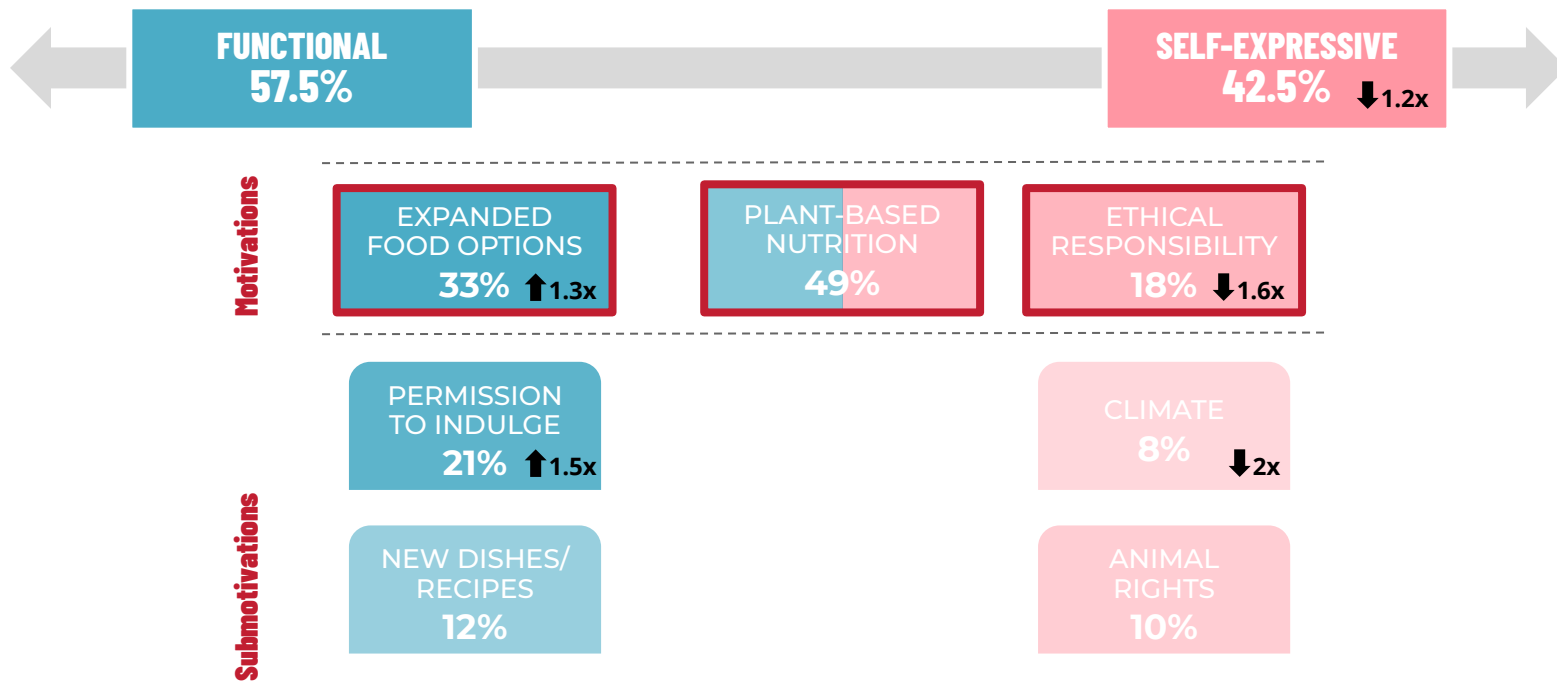 FUNCTIONAL
57.5%
SELF-EXPRESSIVE
42.5%
1.2x
Motivations
EXPANDED
FOOD OPTIONS
33% 1.3x
PLANT-BASED
NUTRITION
49%
ETHICAL
RESPONSIBILITY
18% 1.6x
Submotivations
PERMISSION
TO INDULGE
21% 1.5x
CLIMATE
8%
2x
NEW DISHES/
RECIPES
12%
ANIMAL
RIGHTS
10%